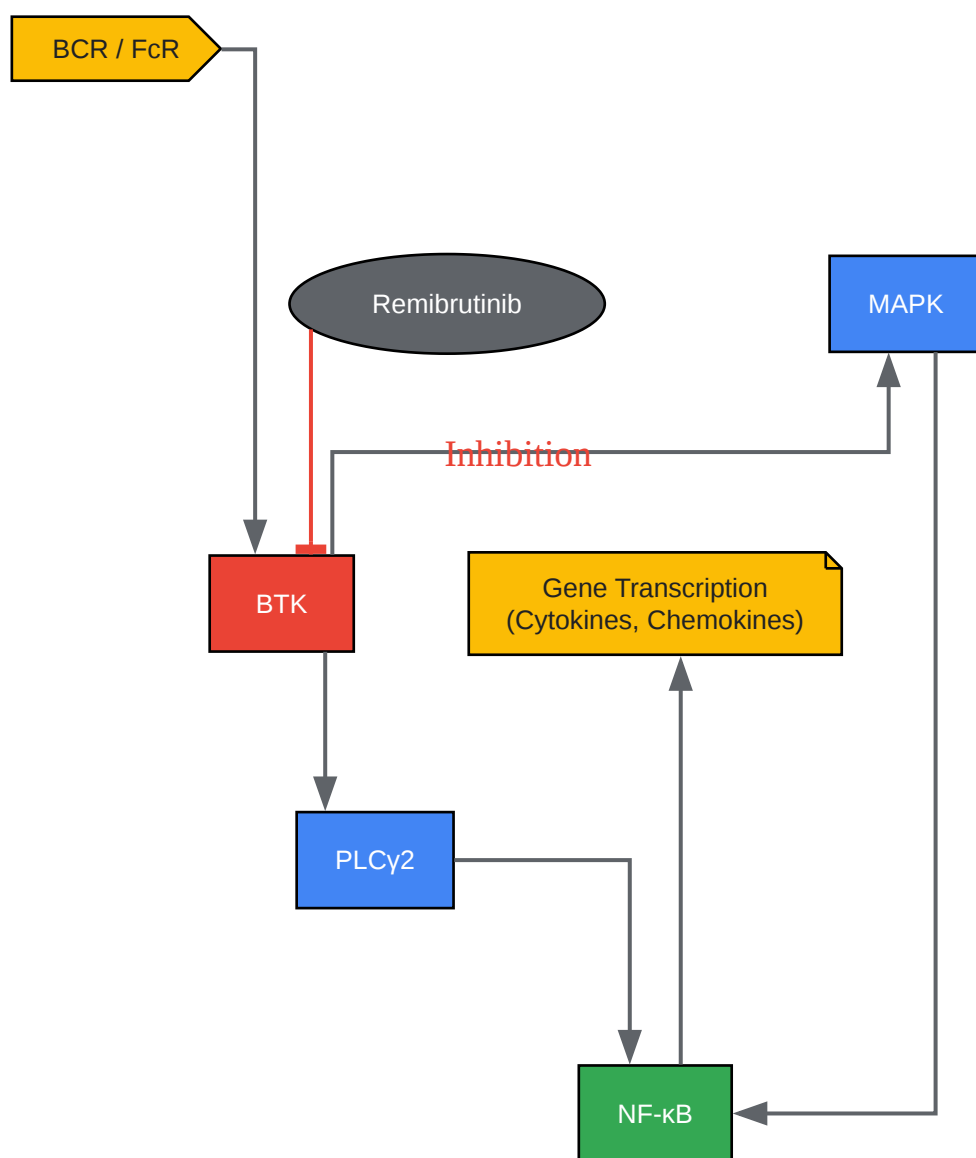 BCR / FcR
Remibrutinib
MAPK
Inhibition
BTK
Gene Transcription
(Cytokines, Chemokines)
PLCγ2
NF-κB